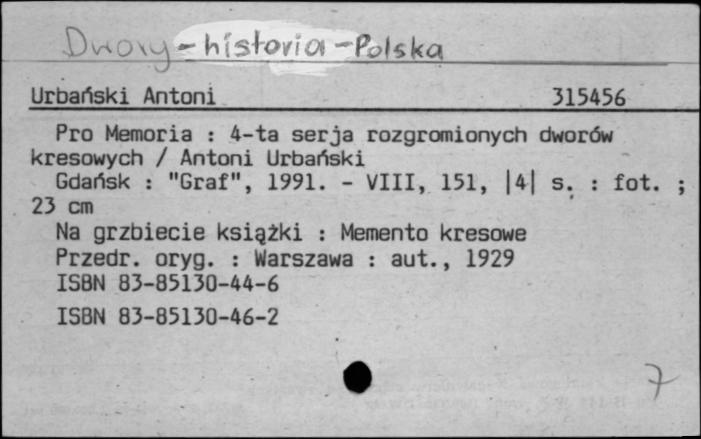 Dwory - historia - Polska
Urbański Antoni 315456
Pro Memoria : 4-ta serja rozgromionych dworów
kresowych / Antoni Urbański
Gdańsk : "Graf", 1991. - VIII, 151, |4| s. : fot. ;
23 cm
Na grzbiecie książki : Memento kresowe
Przedr. oryg. : Warszawa : aut., 1929
ISBN 83-85130-44-6
ISBN 83-85130-46-2
7